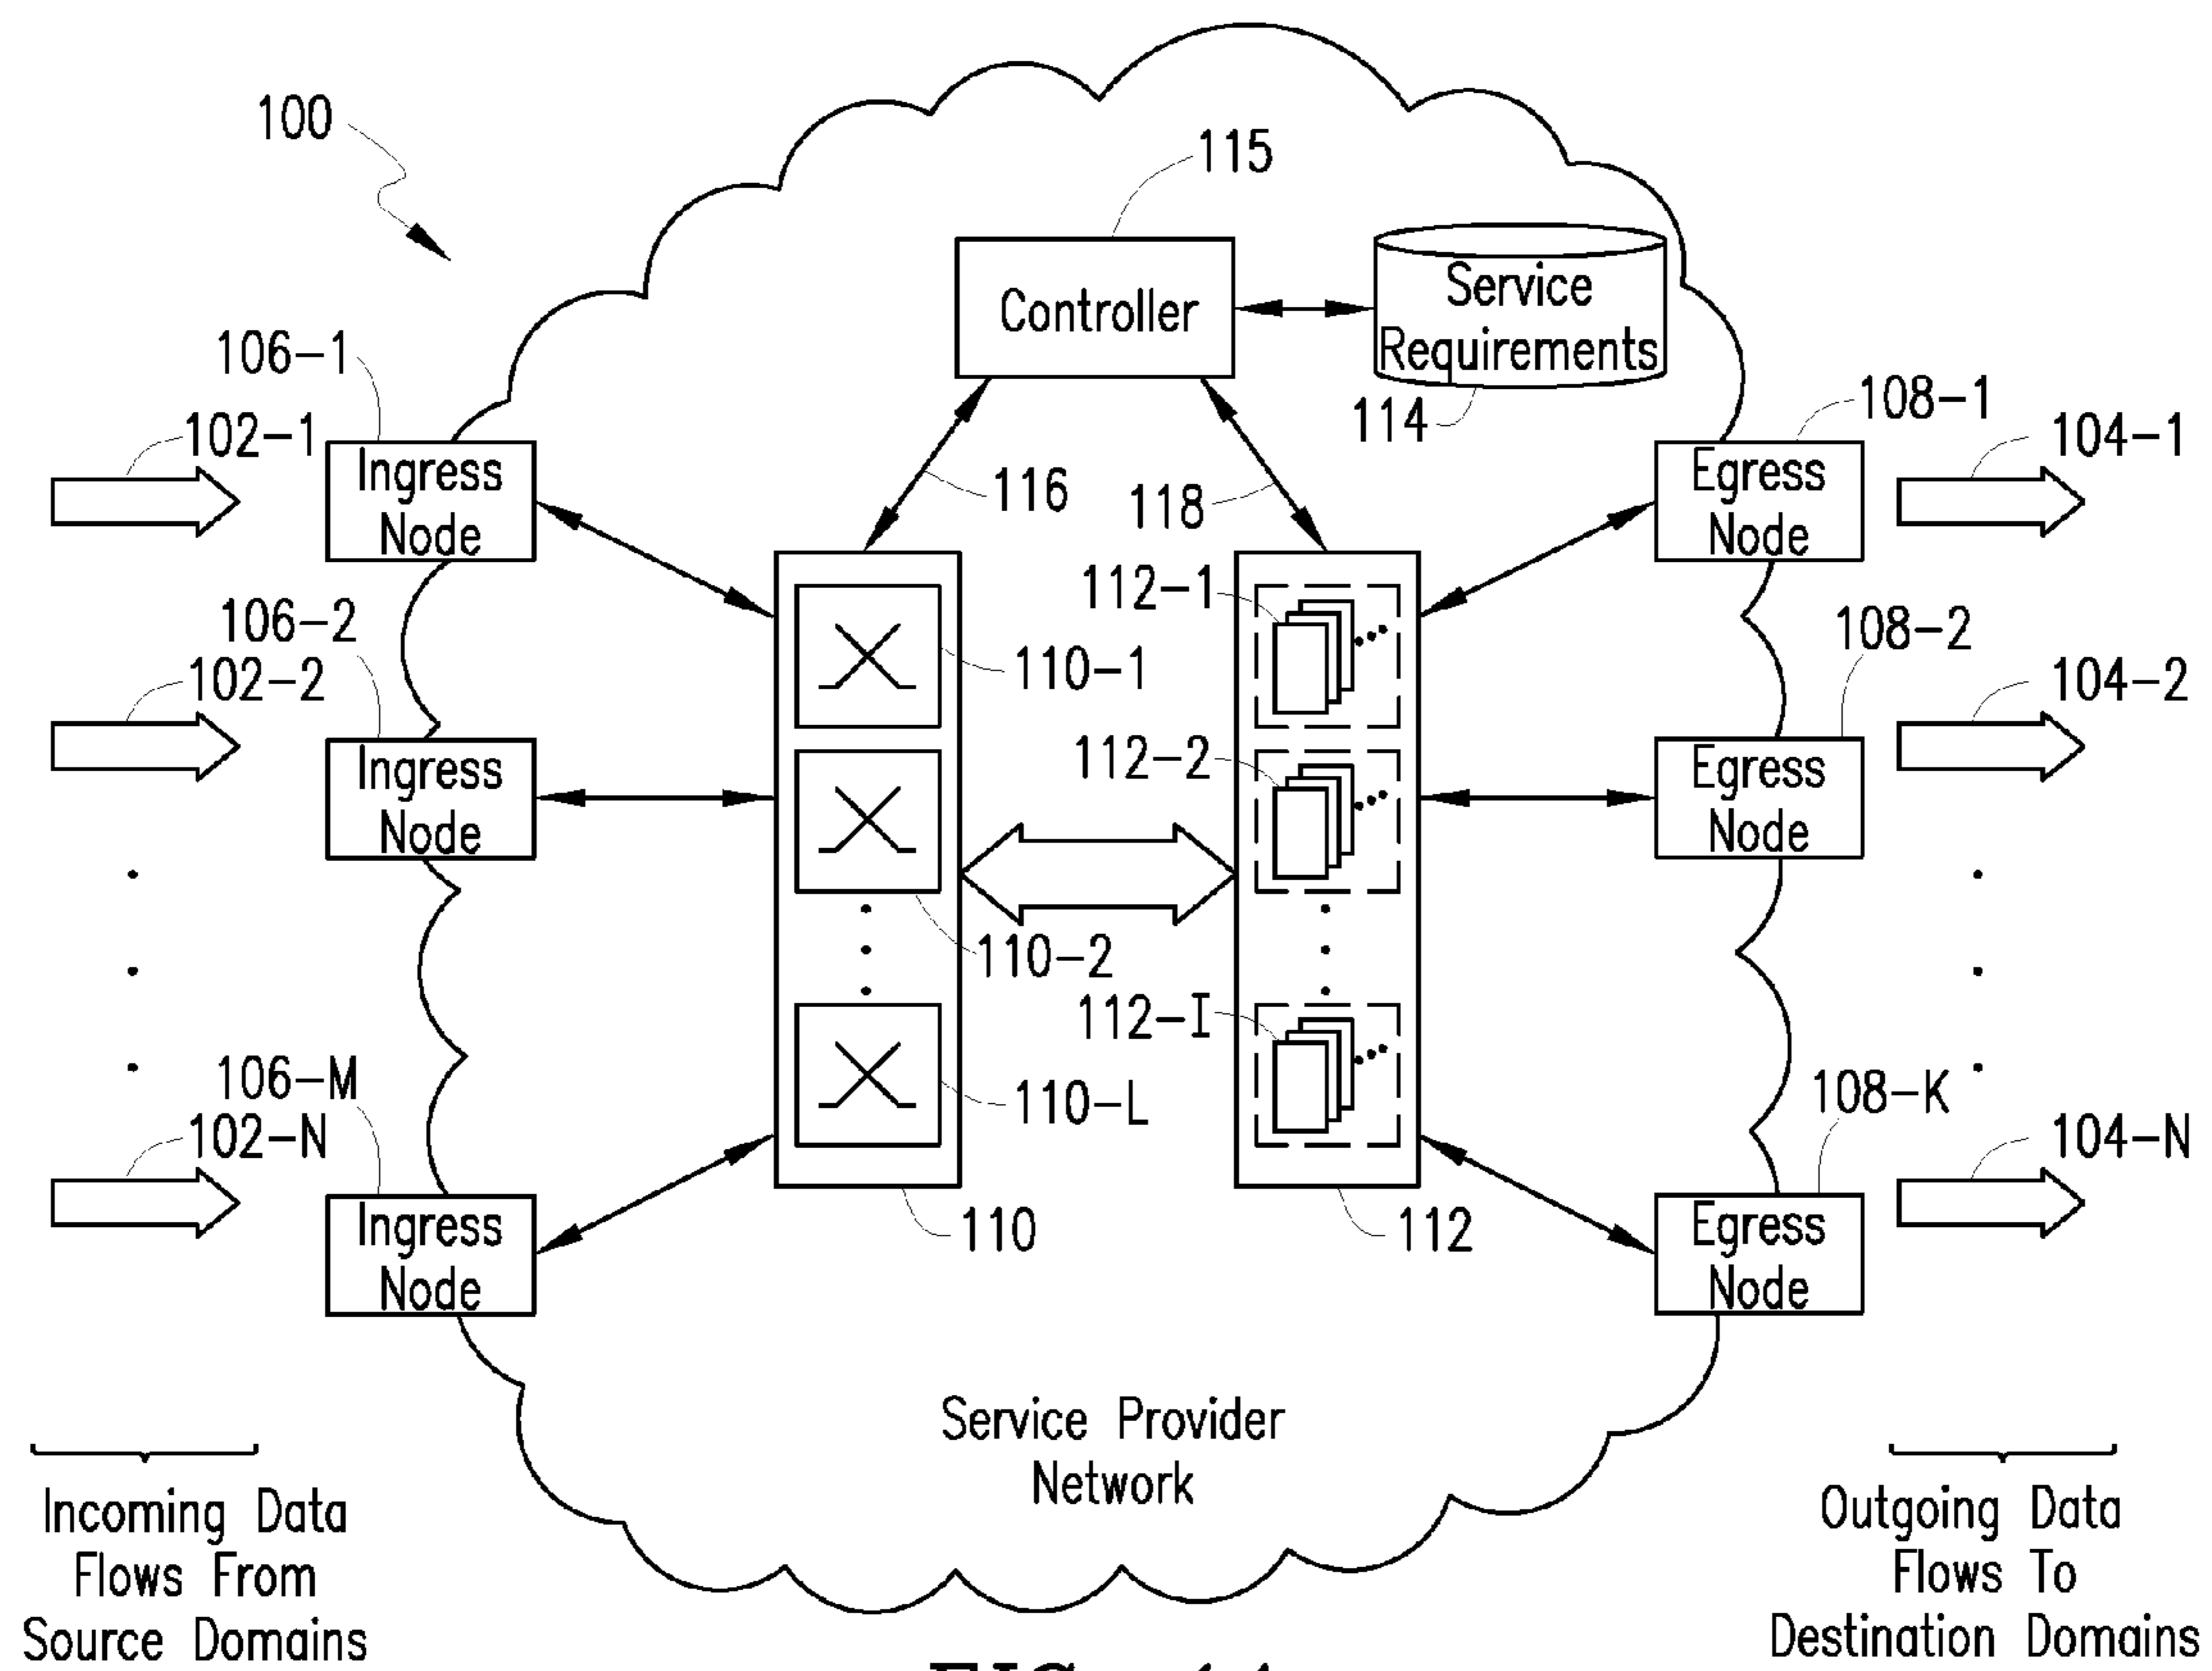 100
115
Controller
Service
Requirements
114
106-1
102-1
Ingress
Node
116
118
108-1
104-1
Egress
Node
106-2
102-2
Ingress
Node
110-1
112-1
112-2
108-2
104-2
Egress
Node
110-2
112-I
106-M
102-N
Ingress
Node
110-L
110
112
108-K
104-N
Egress
Node
Service Provider
Network
Incoming Data
Flows From
Source Domains
Outgoing Data
Flows To
Destination Domains